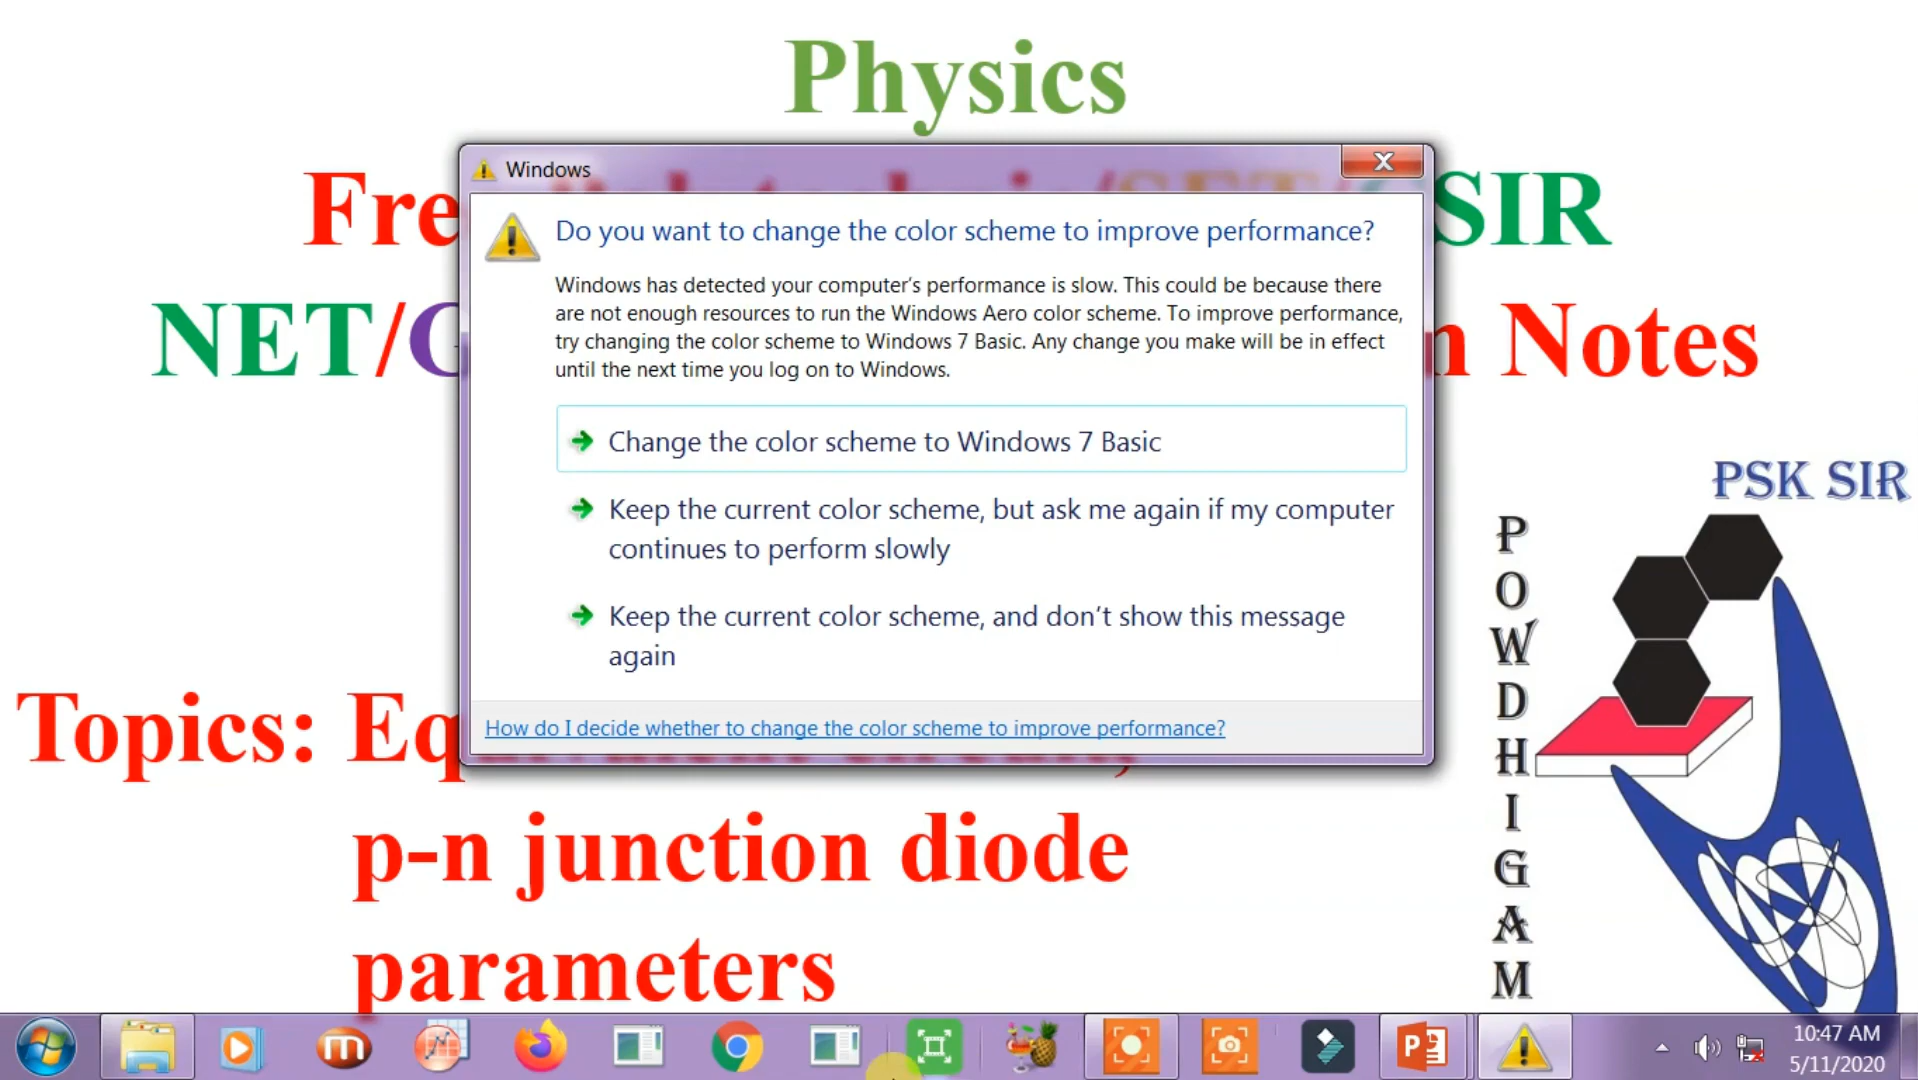 Physics
Fre SIR
NET/ Notes
Windows
Do you want to change the color scheme to improve performance?
Windows has detected your computer's performance is slow. This could be because there
are not enough resources to run the Windows Aero color scheme. To improve performance,
try changing the color scheme to Windows 7 Basic. Any change you make will be in effect
until the next time you log on to Windows.
Change the color scheme to Windows 7 Basic
Keep the current color scheme, but ask me again if my computer
continues to perform slowly
Keep the current color scheme, and don't show this message
again
How do I decide whether to change the color scheme to improve performance?
Topics: Eq
p-n junction diode
parameters
PSK SIR
POWDHIGAM
10:47 AM
5/11/2020